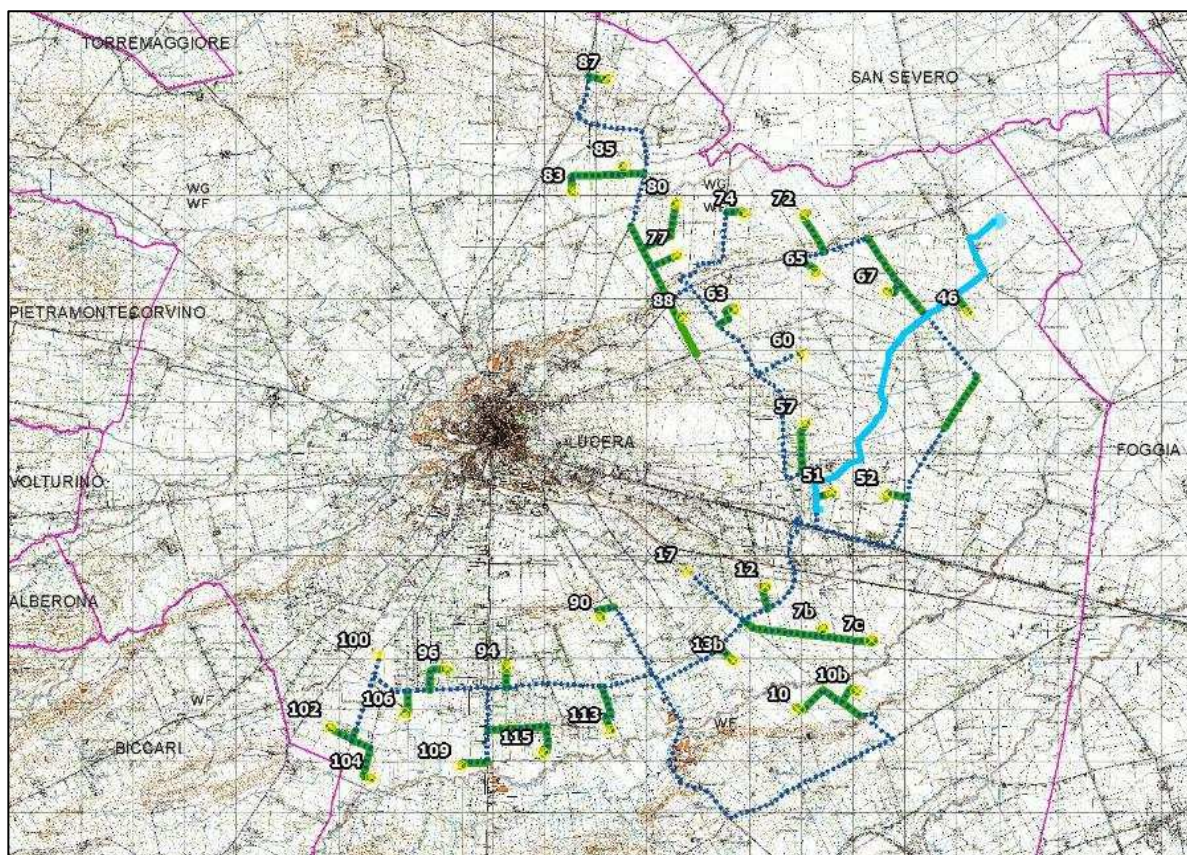 TORREMAGGIORE
87
SAN SEVERO
85
83
80
WG
WF
WG
74
72
77
65
67
46
PIETRAMONTECORVINO
88
63
60
57
LUCERA
FOGGIA
VOLTURINO
51
52
17
12
ALBERONA
90
7b
7c
100
96
94
13b
10
10b
WF
106
102
113
WF
BICCARI
104
109
115